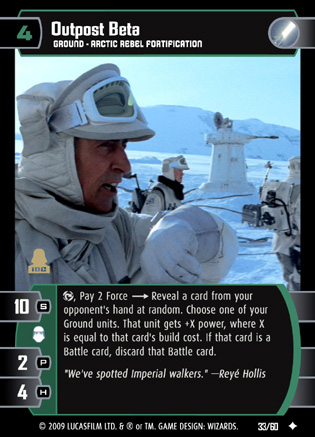 4 Outpost Beta
GROUND - ARCTIC REBEL FORTIFICATION
10 S
2 P
4 H
, Pay 2 Force → Reveal a card from your
opponent's hand at random. Choose one of your
Ground units. That unit gets +X power, where X
is equal to that card's build cost. If that card is a
Battle card, discard that Battle card.
"We've spotted Imperial walkers." —Reyé Hollis
© 2009 LUCASFILM LTD. & ® or TM. GAME DESIGN: WIZARDS. 33/60